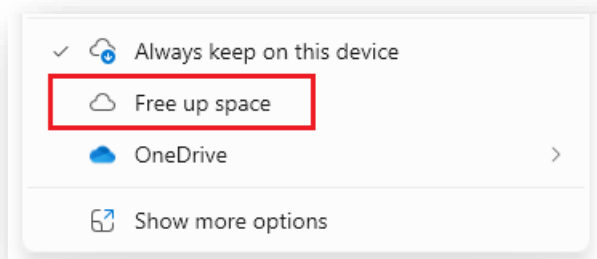 Always keep on this device
Free up space
OneDrive
Show more options